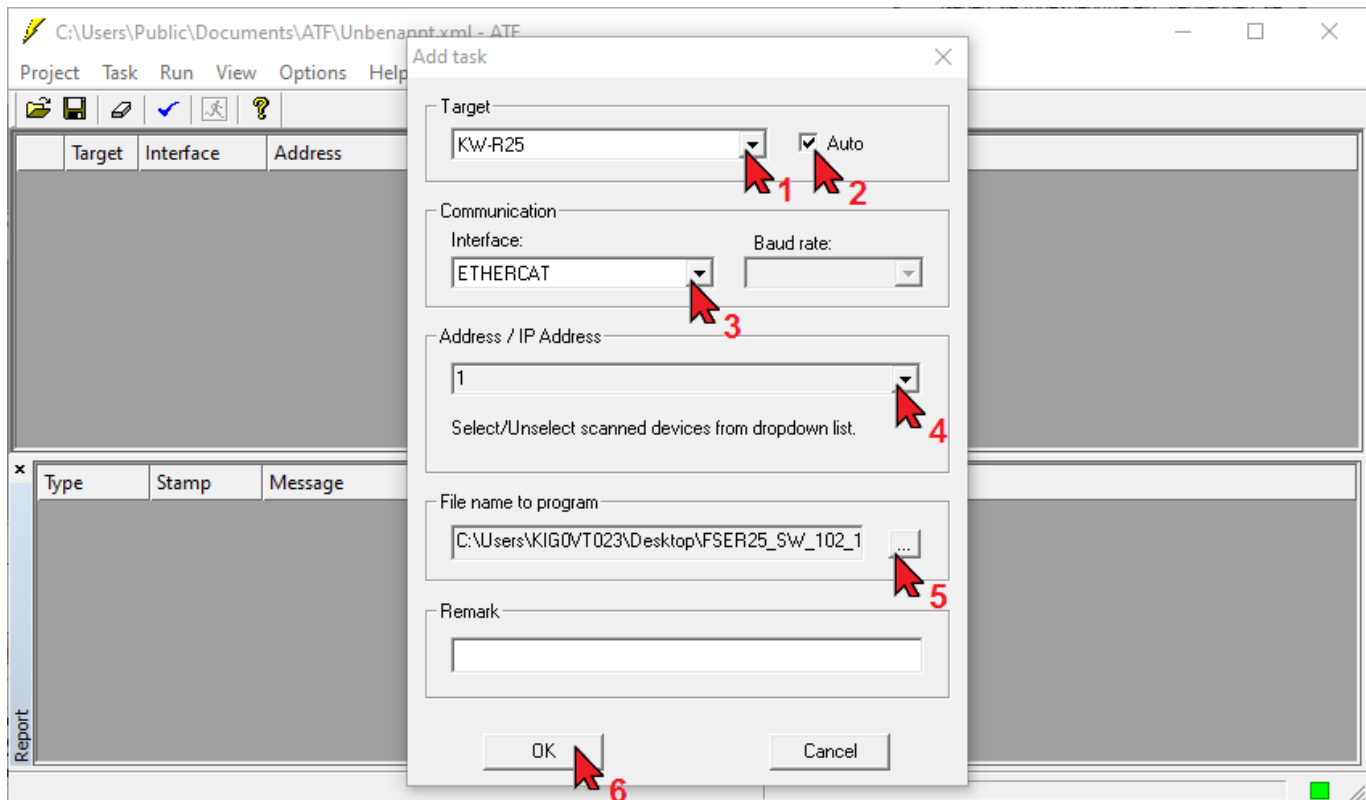 C:\Users\Public\Documents\ATF\Unbenannt.xml - ATF
Project Task Run View Options Help
Target Interface Address
Add task
Target
KW-R25
Auto
1
2
Communication
Interface:
Baud rate:
ETHERCAT
3
Address / IP Address
1
4
Select/Unselect scanned devices from dropdown list.
Type Stamp Message
File name to program
C:\Users\KIG0VT023\Desktop\FSER25_SW_102_1
...
5
Remark
Report
OK
Cancel
6